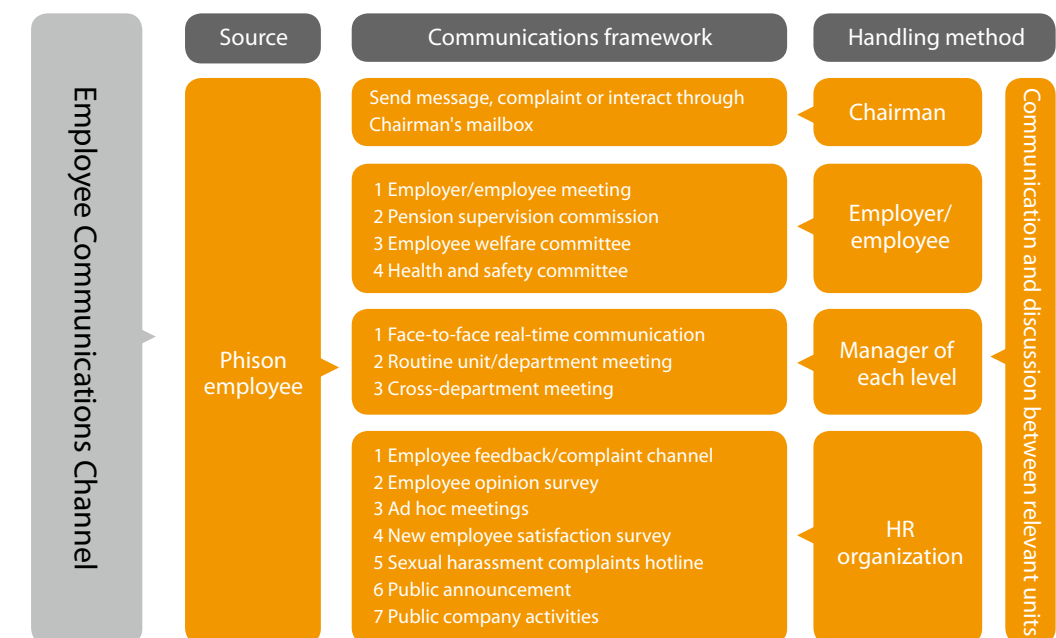 Employee Communications Channel
Source
Communications framework
Handling method
Phison
employee
Send message, complaint or interact through
Chairman's mailbox
Chairman
1 Employer/employee meeting
2 Pension supervision commission
3 Employee welfare committee
4 Health and safety committee
Employer/
employee
1 Face-to-face real-time communication
2 Routine unit/department meeting
3 Cross-department meeting
Manager of
each level
1 Employee feedback/complaint channel
2 Employee opinion survey
3 Ad hoc meetings
4 New employee satisfaction survey
5 Sexual harassment complaints hotline
6 Public announcement
7 Public company activities
HR
organization
Communication and discussion between relevant units